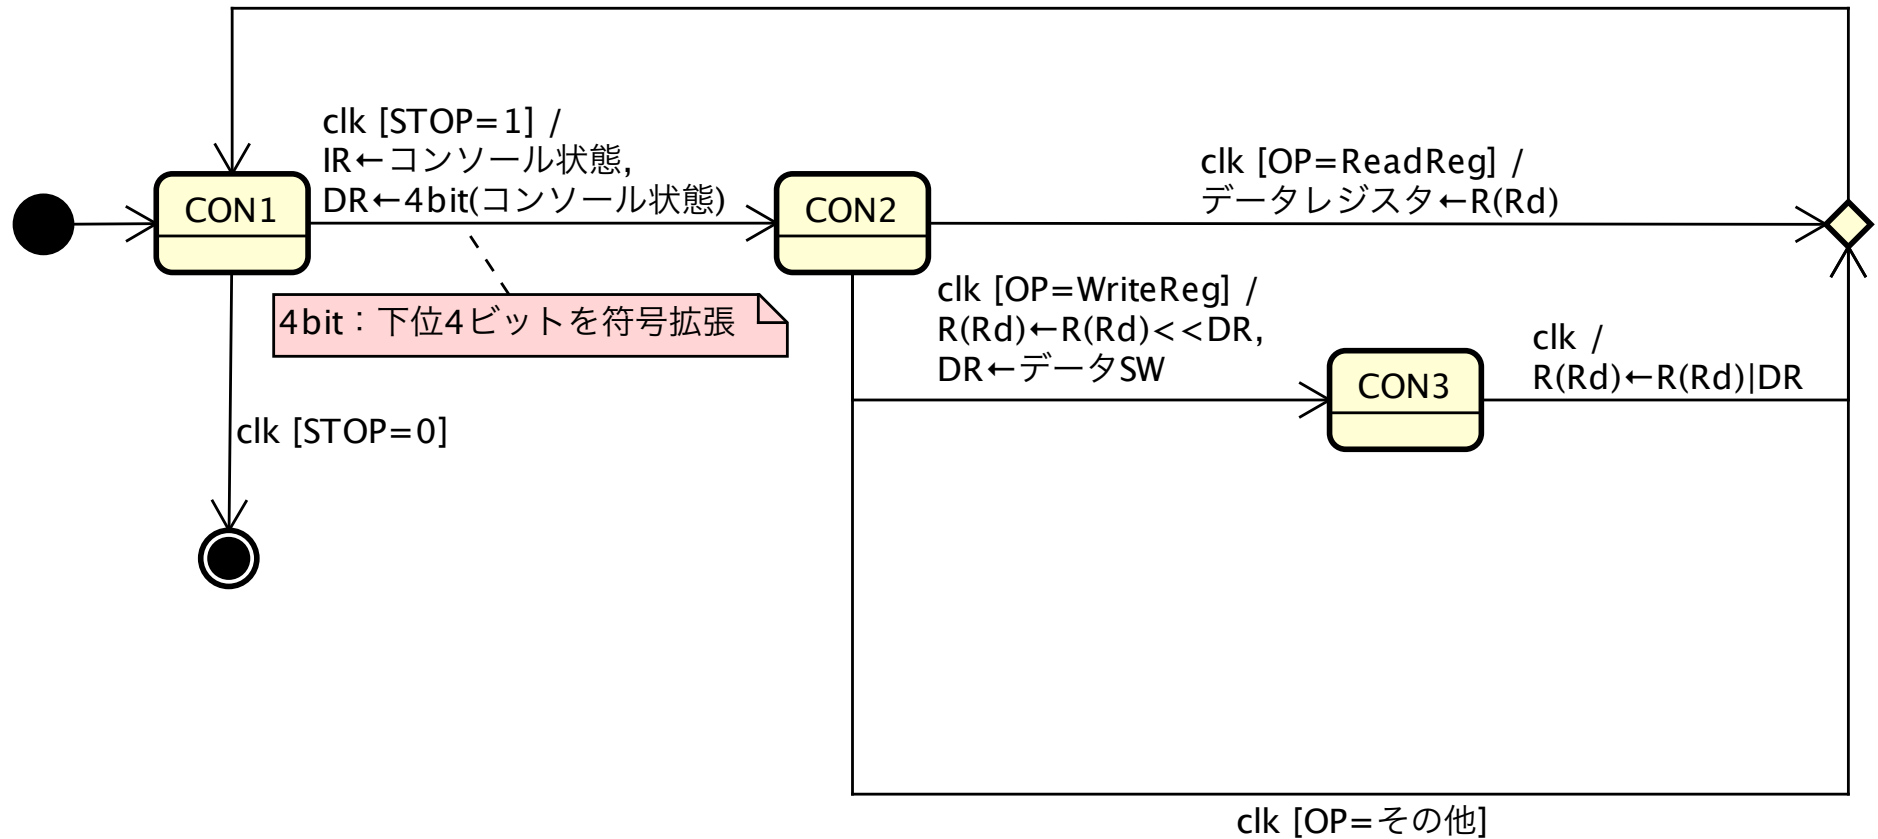 clk [STOP=1] /
IR←コンソール状態,
DR←4bit(コンソール状態)
clk [OP=ReadReg] /
データレジスタ←R(Rd)
CON1
CON2
clk [OP=WriteReg] /
R(Rd)←R(Rd)<<DR,
DR←データSW
4bit：下位4ビットを符号拡張
clk /
R(Rd)←R(Rd)|DR
CON3
clk [STOP=0]
clk [OP=その他]